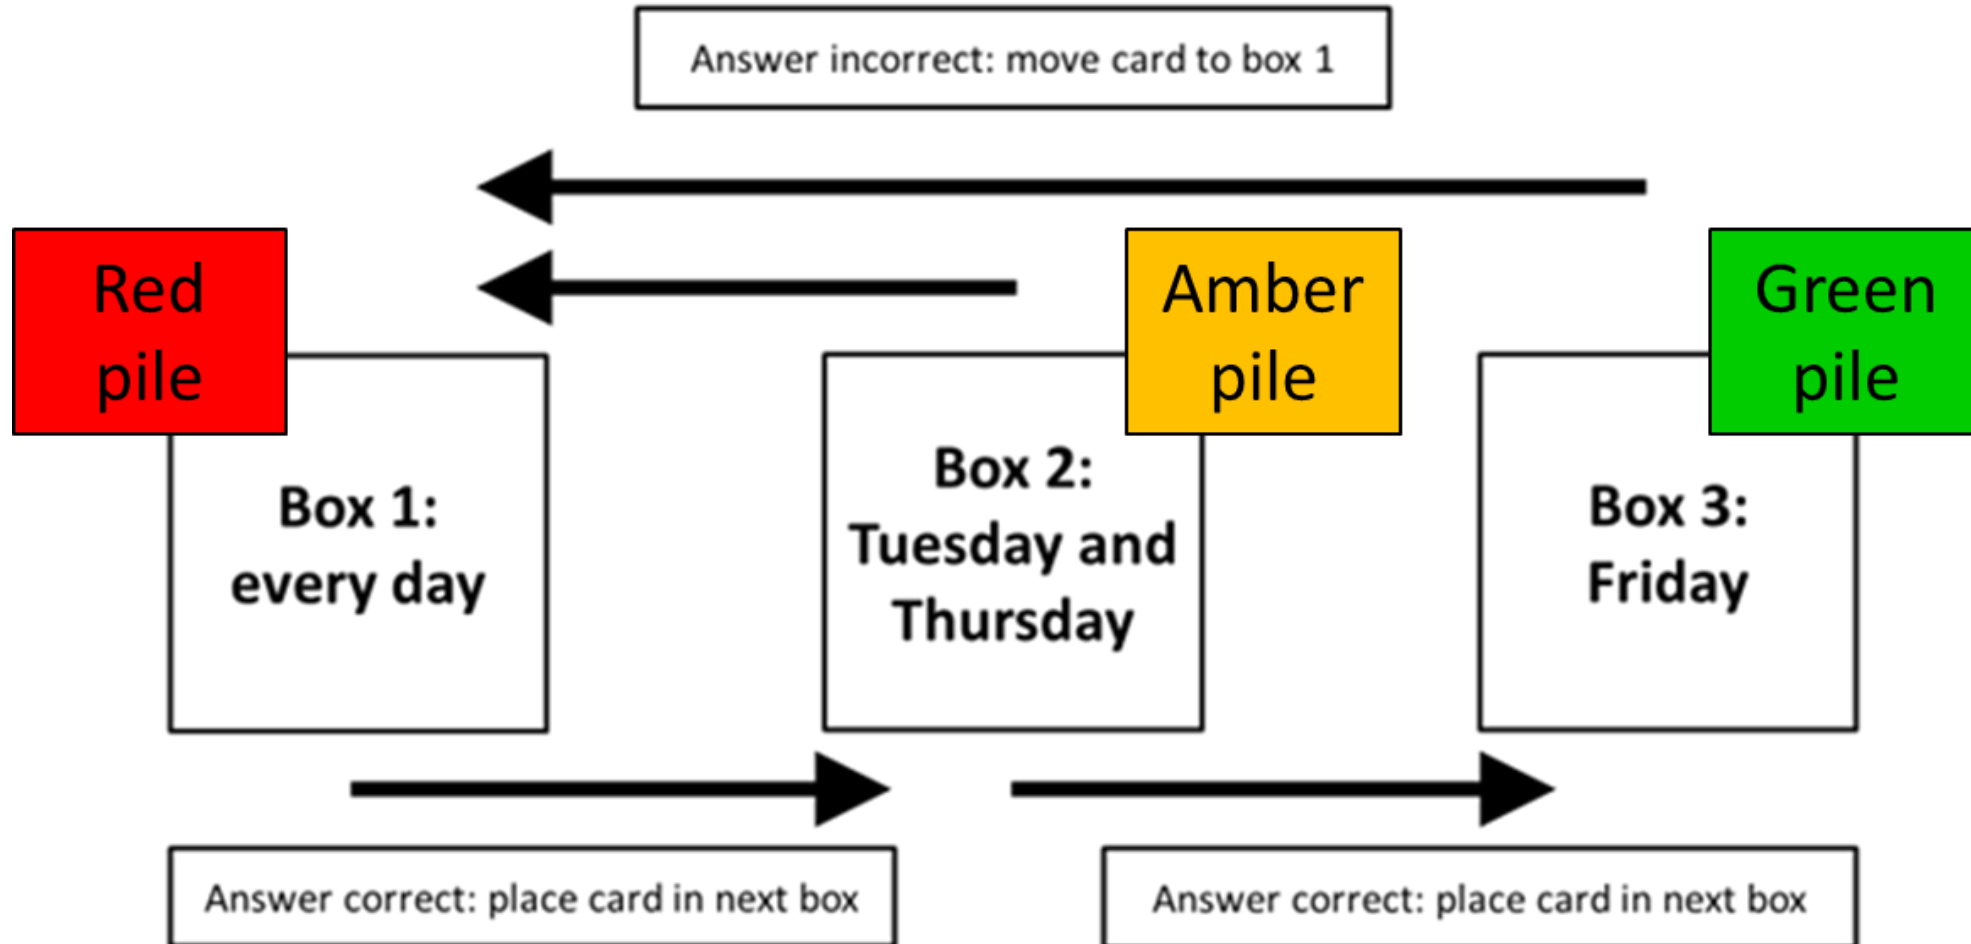 Answer incorrect: move card to box 1
Red
pile
Amber
pile
Green
pile
Box 1:
every day
Box 2:
Tuesday and
Thursday
Box 3:
Friday
Answer correct: place card in next box
Answer correct: place card in next box